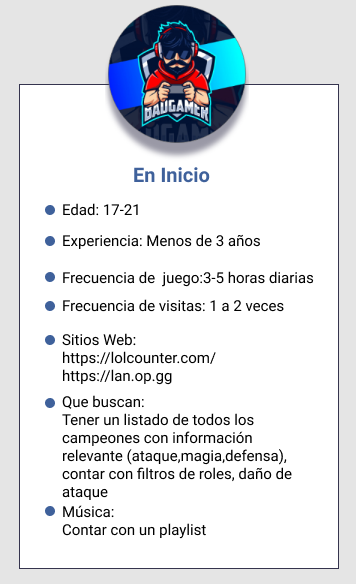 DAUGAMER
En Inicio
Edad: 17-21
Experiencia: Menos de 3 años
Frecuencia de juego:3-5 horas diarias
Frecuencia de visitas: 1 a 2 veces
Sitios Web:
https://lolcounter.com/
https://lan.op.gg
Que buscan:
Tener un listado de todos los
campeones con información
relevante (ataque,magia,defensa),
contar con filtros de roles, daño de
ataque
Música:
Contar con un playlist